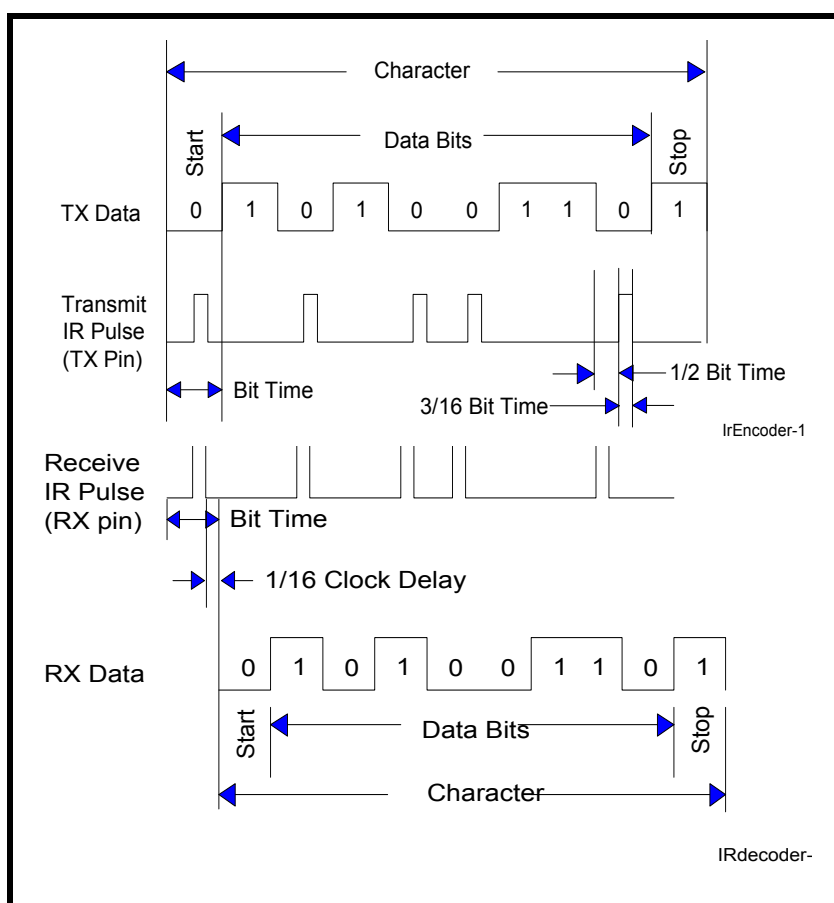 Character
Start
Data Bits
Stop
TX Data
0 1 0 1 0 0 1 1 0 1
Transmit
IR Pulse
(TX Pin)
Bit Time
1/2 Bit Time
3/16 Bit Time
IrEncoder-1
Receive
IR Pulse
(RX pin)
Bit Time
1/16 Clock Delay
RX Data
0 1 0 1 0 0 1 1 0 1
Start
Data Bits
Stop
Character
IRdecoder-